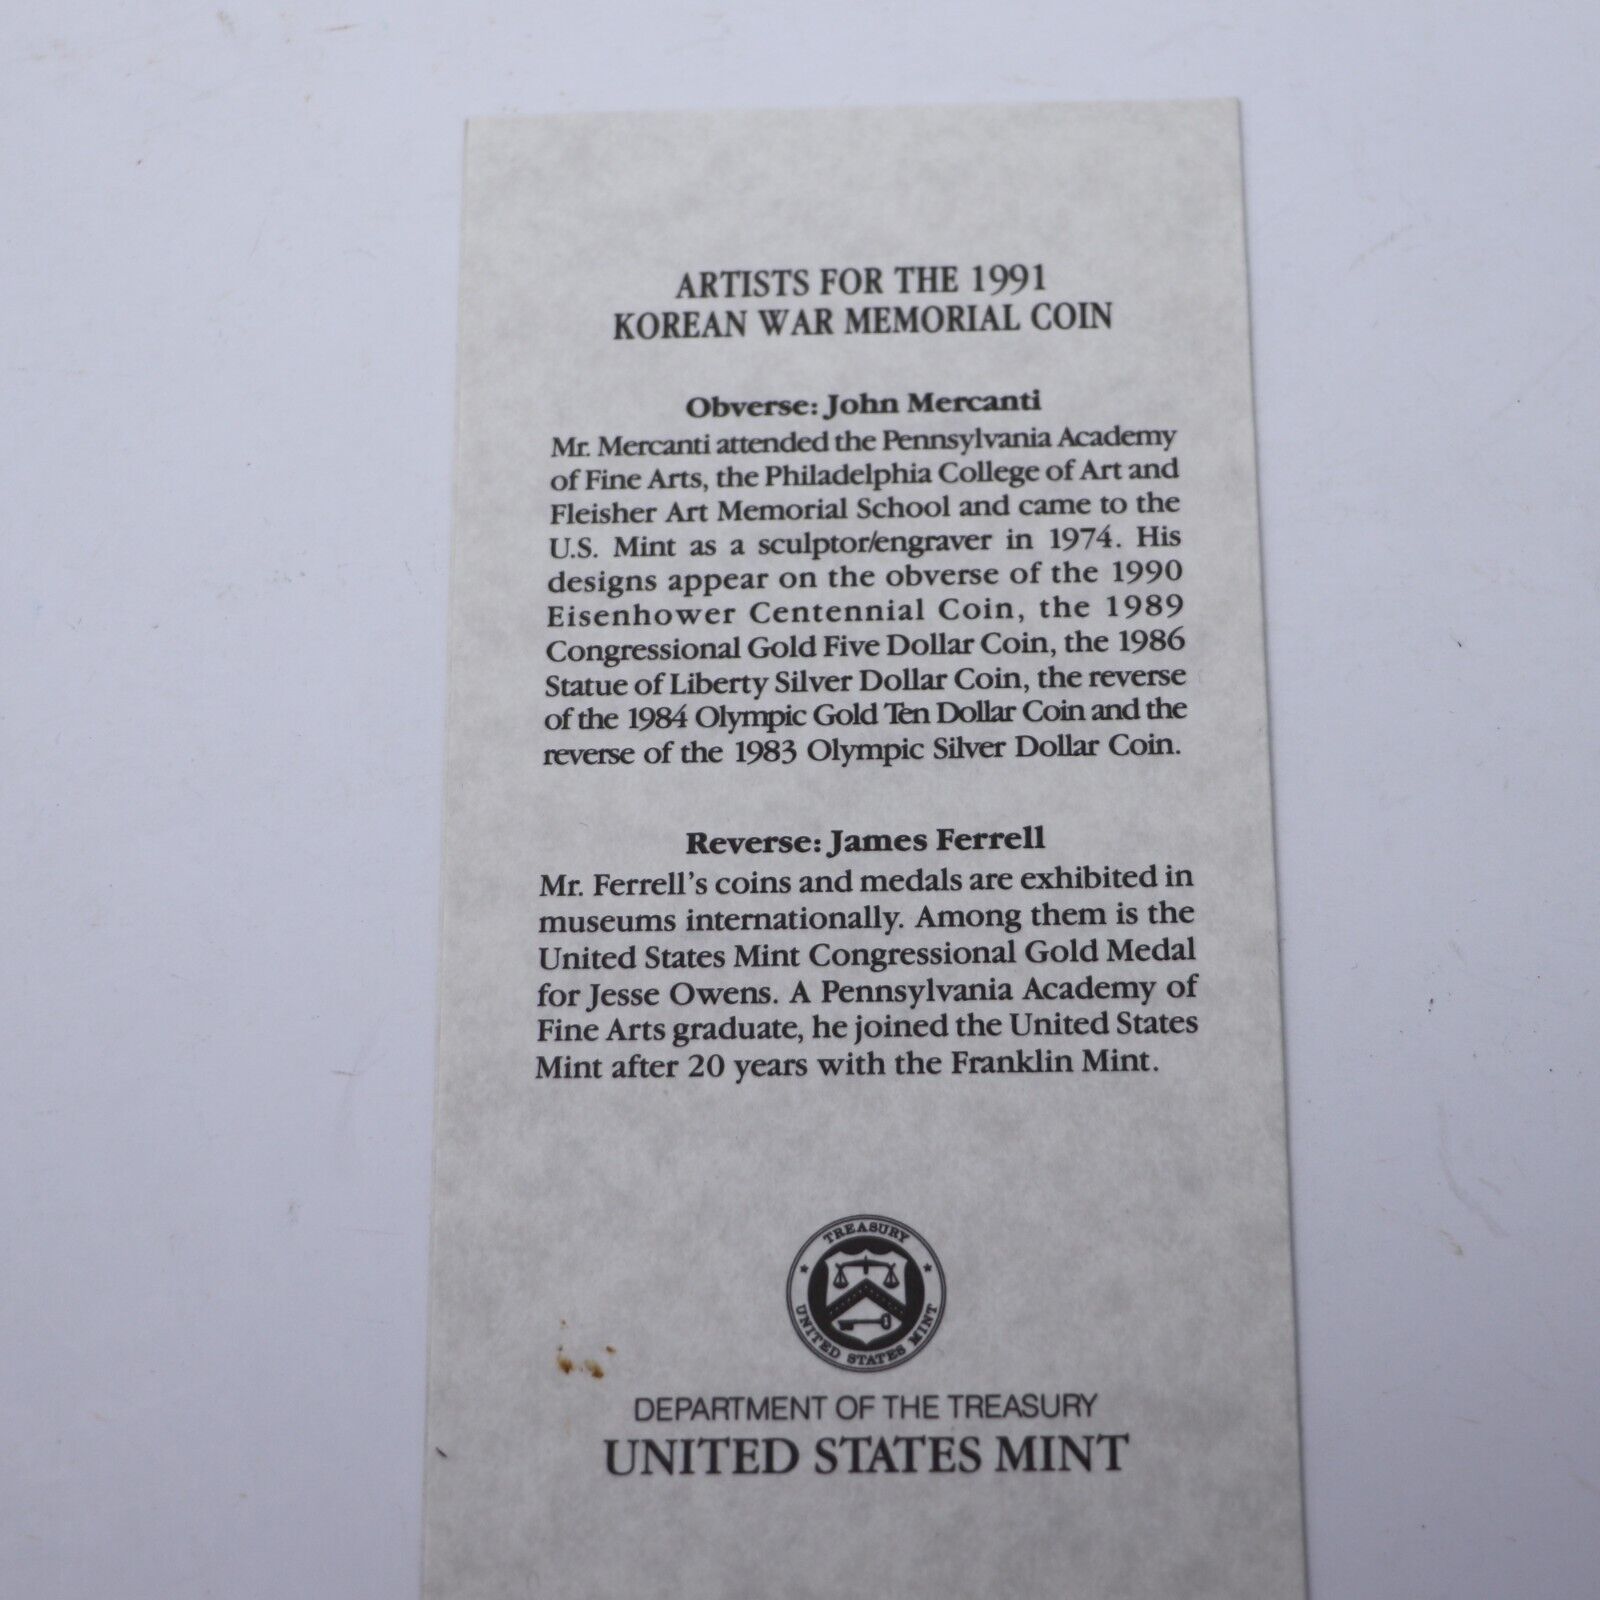 ARTISTS FOR THE 1991
KOREAN WAR MEMORIAL COIN
Obverse: John Mercanti
Mr. Mercanti attended the Pennsylvania Academy
of Fine Arts, the Philadelphia College of Art and
Fleisher Art Memorial School and came to the
U.S. Mint as a sculptor/engraver in 1974. His
designs appear on the obverse of the 1990
Eisenhower Centennial Coin, the 1989
Congressional Gold Five Dollar Coin, the 1986
Statue of Liberty Silver Dollar Coin, the reverse
of the 1984 Olympic Gold Ten Dollar Coin and the
reverse of the 1983 Olympic Silver Dollar Coin.
Reverse: James Ferrell
Mr. Ferrell's coins and medals are exhibited in
museums internationally. Among them is the
United States Mint Congressional Gold Medal
for Jesse Owens. A Pennsylvania Academy of
Fine Arts graduate, he joined the United States
Mint after 20 years with the Franklin Mint.
TREASURY
UNITED STATES MINT
DEPARTMENT OF THE TREASURY
UNITED STATES MINT